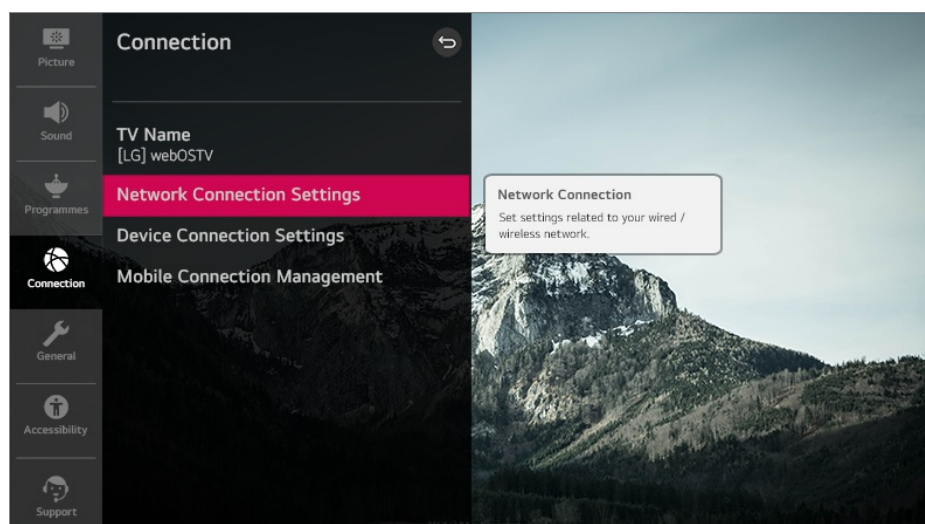 Picture
Sound
Programmes
Connection
General
Accessibility
Support
Connection
TV Name
[LG] webOSTV
Network Connection Settings
Device Connection Settings
Mobile Connection Management
Network Connection
Set settings related to your wired /
wireless network.